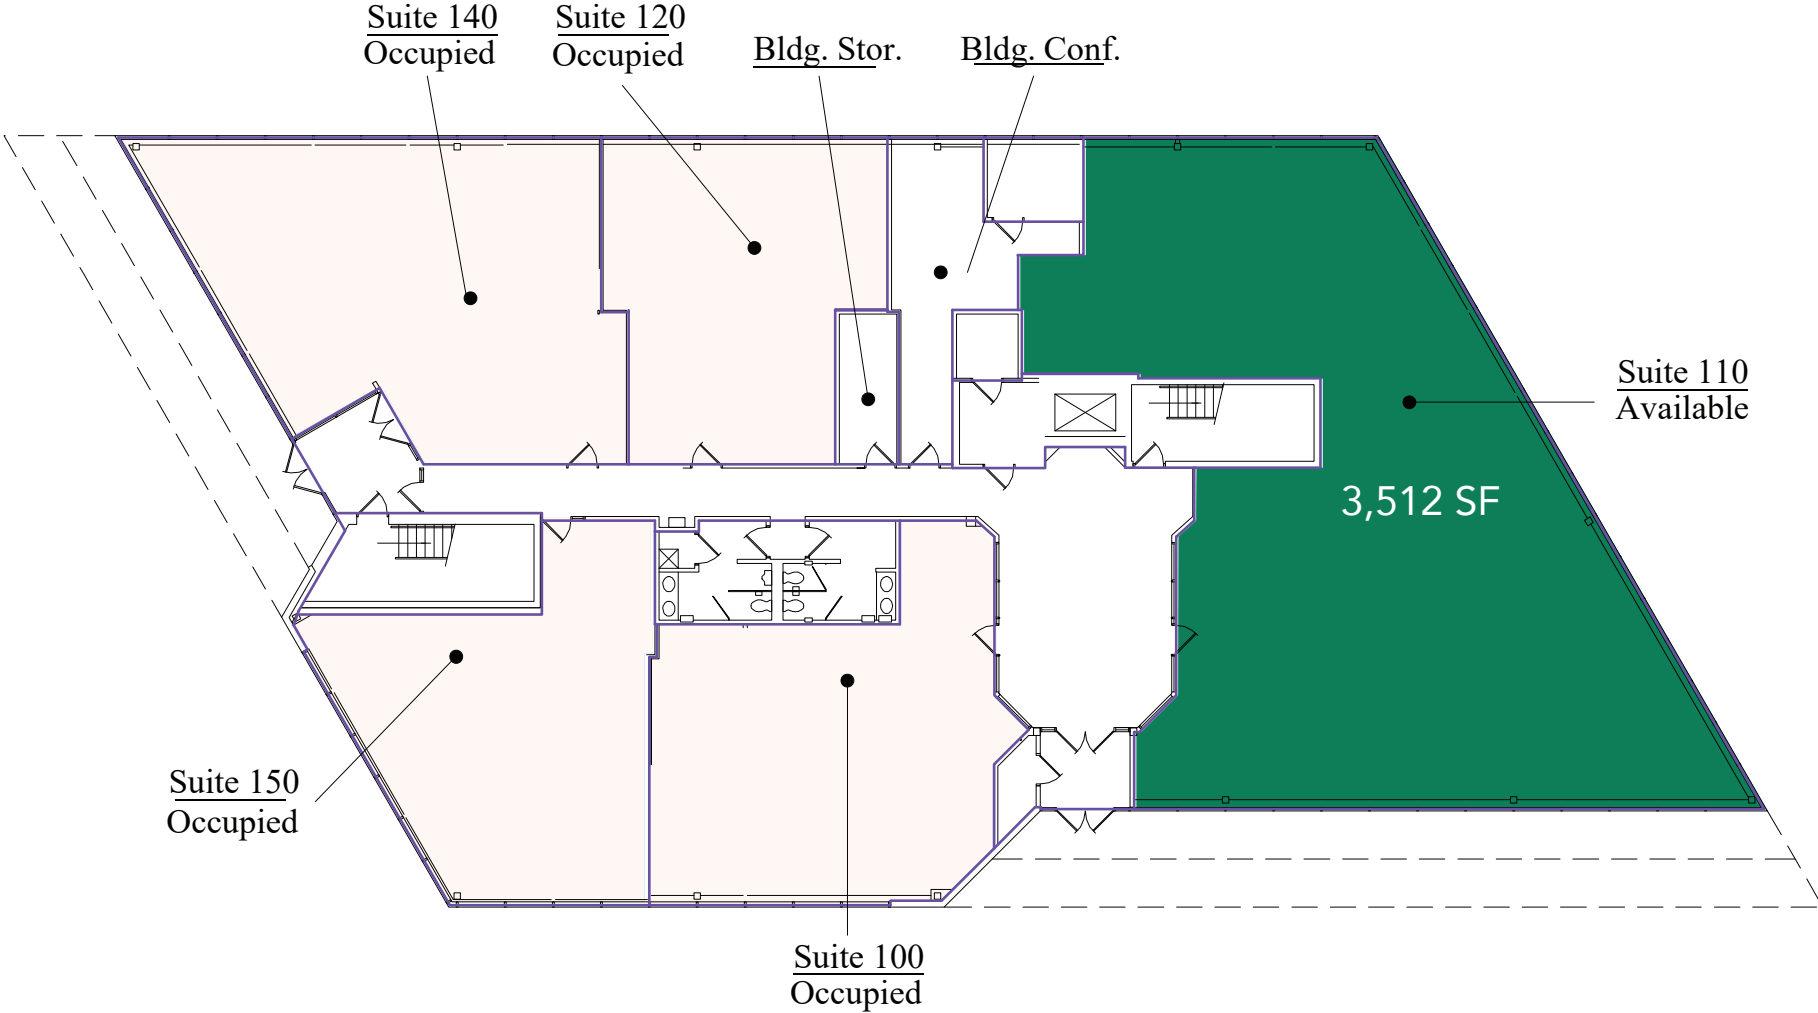 Suite 140
Occupied
Suite 120
Occupied
Bldg. Stor.
Bldg. Conf.
Suite 110
Available
3,512 SF
Suite 150
Occupied
Suite 100
Occupied